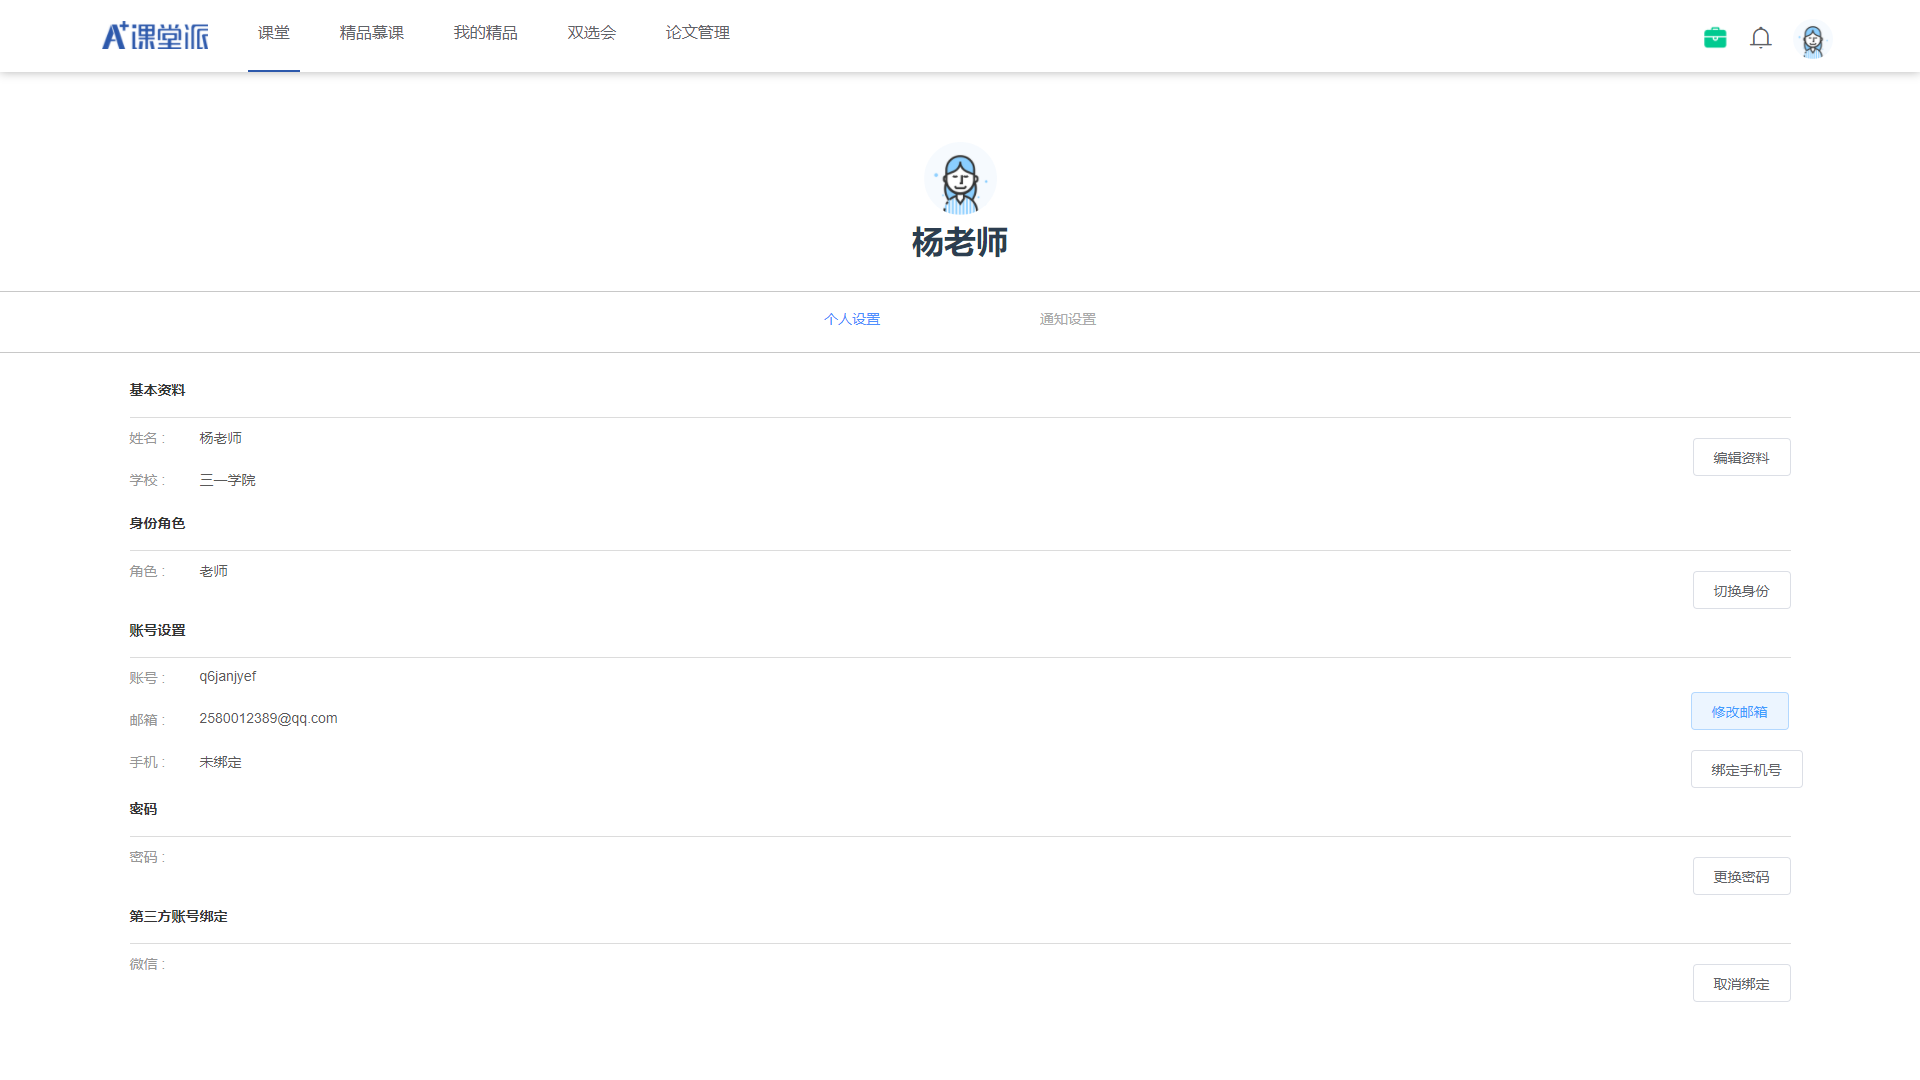 A+课堂派 课堂 精品慕课 我的精品 双选会 论文管理
杨老师
个人设置 通知设置
基本资料
姓名 : 杨老师
编辑资料
学校 : 三一学院
身份角色
角色 : 老师
切换身份
账号设置
账号 : q6janjyef
邮箱 : 2580012389@qq.com
修改邮箱
手机 : 未绑定
绑定手机号
密码
密码 :
更换密码
第三方账号绑定
微信 :
取消绑定